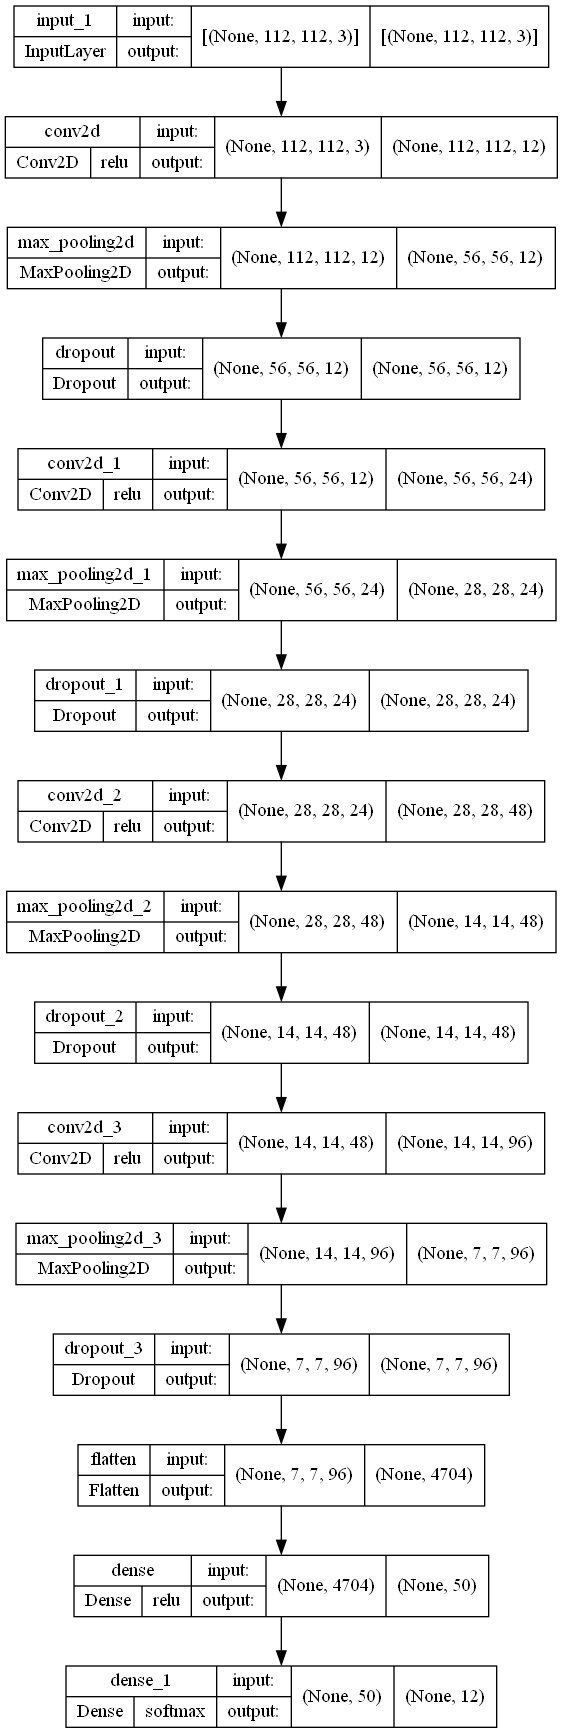 input_1 input: [(None, 112, 112, 3)] [(None, 112, 112, 3)]
InputLayer output:
conv2d input: (None, 112, 112, 3) (None, 112, 112, 12)
Conv2D relu output:
max_pooling2d input: (None, 112, 112, 12) (None, 56, 56, 12)
MaxPooling2D output:
dropout input: (None, 56, 56, 12) (None, 56, 56, 12)
Dropout output:
conv2d_1 input: (None, 56, 56, 12) (None, 56, 56, 24)
Conv2D relu output:
max_pooling2d_1 input: (None, 56, 56, 24) (None, 28, 28, 24)
MaxPooling2D output:
dropout_1 input: (None, 28, 28, 24) (None, 28, 28, 24)
Dropout output:
conv2d_2 input: (None, 28, 28, 24) (None, 28, 28, 48)
Conv2D relu output:
max_pooling2d_2 input: (None, 28, 28, 48) (None, 14, 14, 48)
MaxPooling2D output:
dropout_2 input: (None, 14, 14, 48) (None, 14, 14, 48)
Dropout output:
conv2d_3 input: (None, 14, 14, 48) (None, 14, 14, 96)
Conv2D relu output:
max_pooling2d_3 input: (None, 14, 14, 96) (None, 7, 7, 96)
MaxPooling2D output:
dropout_3 input: (None, 7, 7, 96) (None, 7, 7, 96)
Dropout output:
flatten input: (None, 7, 7, 96) (None, 4704)
Flatten output:
dense input: (None, 4704) (None, 50)
Dense relu output:
dense_1 input: (None, 50) (None, 12)
Dense softmax output: